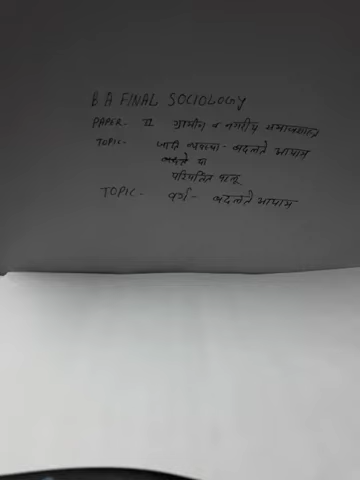 B A FINAL SOCIOLOGY
PAPER- II ग्रामीण व नगरीय समाजशास्त्र
TOPIC- जाति व्यवस्था - बदलते आयाम
या
परिवर्तित पहलू
TOPIC- वर्ग - बदलते आयाम